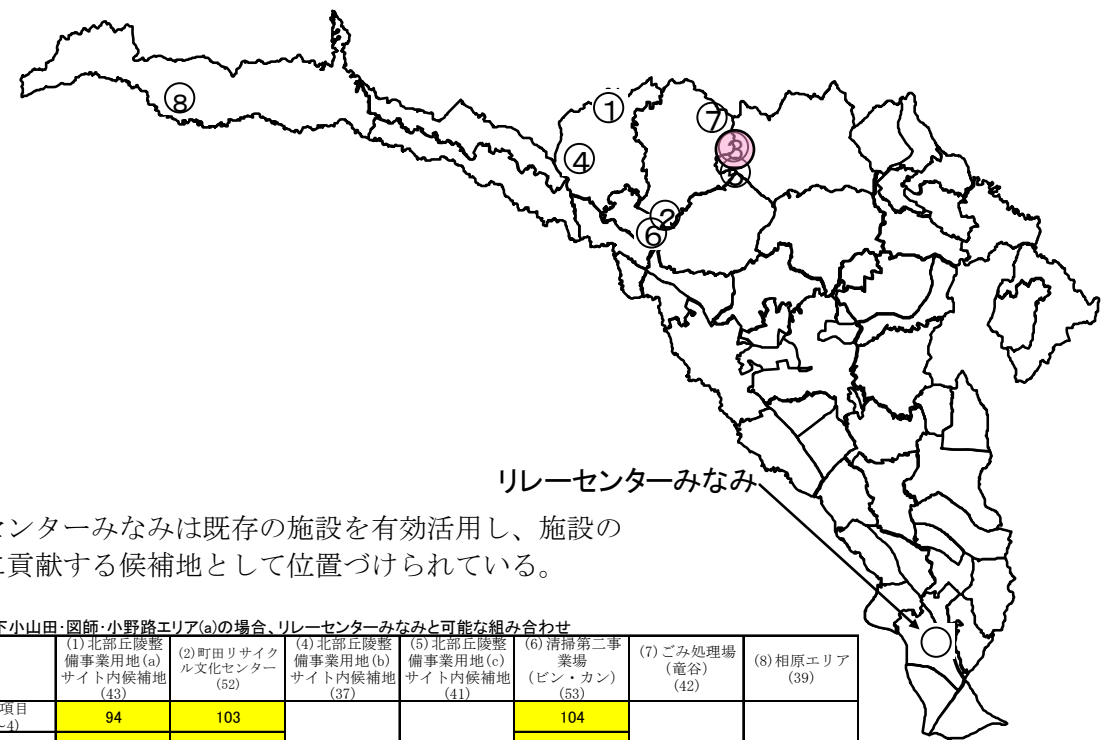 ⑧
①
⑦
③
④
②
⑥
リレーセンターみなみ
センターみなみは既存の施設を有効活用し、施設の
貢献する候補地として位置づけられている。
下小山田・図師・小野路エリア(a)の場合、リレーセンターみなみと可能な組み合わせ
(1)北部丘陵整備事業用地(a)サイト内候補地(43) (2)町田リサイクル文化センター(52) (4)北部丘陵整備事業用地(b)サイト内候補地(37) (5)北部丘陵整備事業用地(c)サイト内候補地(41) (6)清掃第二事業場(ビン・カン)(53) (7)ごみ処理場(竜谷)(42) (8)相原エリア(39)
項目 94 103 104
~4)